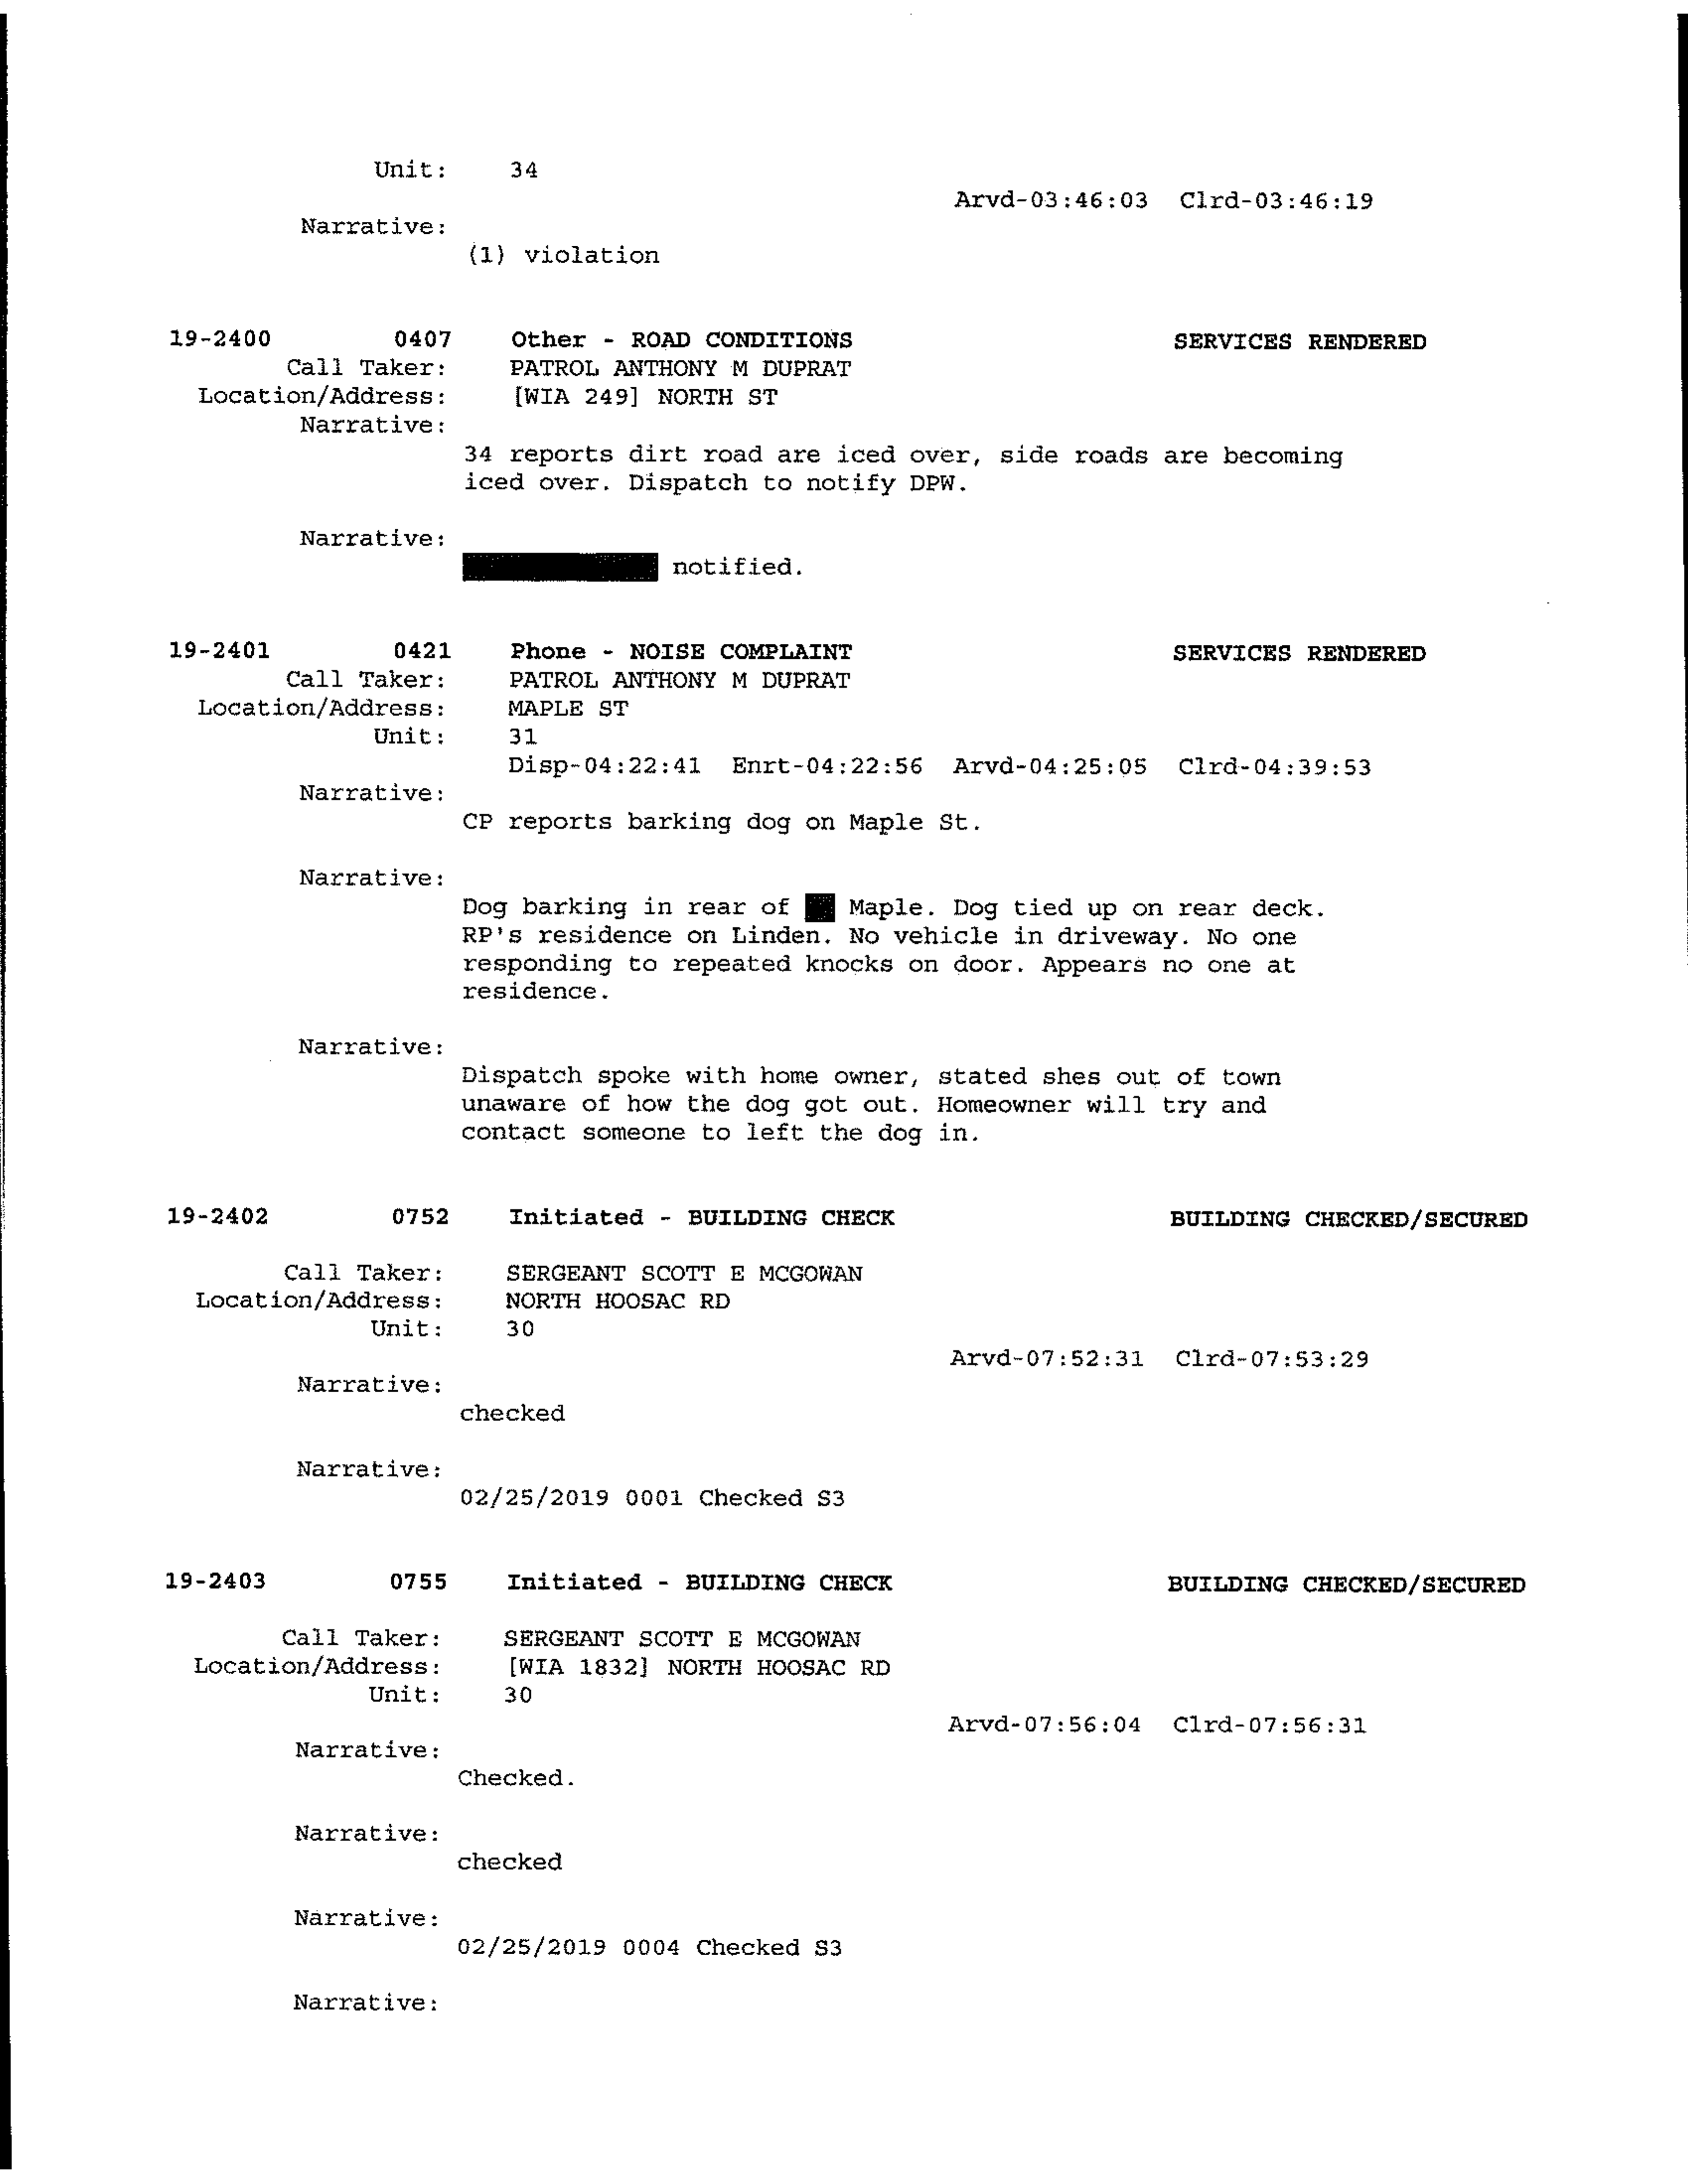 Unit: 34
Arvd-03:46:03 Clrd-03:46:19
Narrative:
(1) violation
19-2400 0407 Other - ROAD CONDITIONS SERVICES RENDERED
Call Taker: PATROL ANTHONY M DUPRAT
Location/Address: [WIA 249] NORTH ST
Narrative:
34 reports dirt road are iced over, side roads are becoming
iced over. Dispatch to notify DPW.
Narrative:
notified.
19-2401 0421 Phone - NOISE COMPLAINT SERVICES RENDERED
Call Taker: PATROL ANTHONY M DUPRAT
Location/Address: MAPLE ST
Unit: 31
Disp-04:22:41 Enrt-04:22:56 Arvd-04:25:05 Clrd-04:39:53
Narrative:
CP reports barking dog on Maple St.
Narrative:
Dog barking in rear of Maple. Dog tied up on rear deck.
RP's residence on Linden. No vehicle in driveway. No one
responding to repeated knocks on door. Appears no one at
residence.
Narrative:
Dispatch spoke with home owner, stated shes out of town
unaware of how the dog got out. Homeowner will try and
contact someone to left the dog in.
19-2402 0752 Initiated - BUILDING CHECK BUILDING CHECKED/SECURED
Call Taker: SERGEANT SCOTT E MCGOWAN
Location/Address: NORTH HOOSAC RD
Unit: 30
Arvd-07:52:31 Clrd-07:53:29
Narrative:
checked
Narrative:
02/25/2019 0001 Checked S3
19-2403 0755 Initiated - BUILDING CHECK BUILDING CHECKED/SECURED
Call Taker: SERGEANT SCOTT E MCGOWAN
Location/Address: [WIA 1832] NORTH HOOSAC RD
Unit: 30
Arvd-07:56:04 Clrd-07:56:31
Narrative:
Checked.
Narrative:
checked
Narrative:
02/25/2019 0004 Checked S3
Narrative: